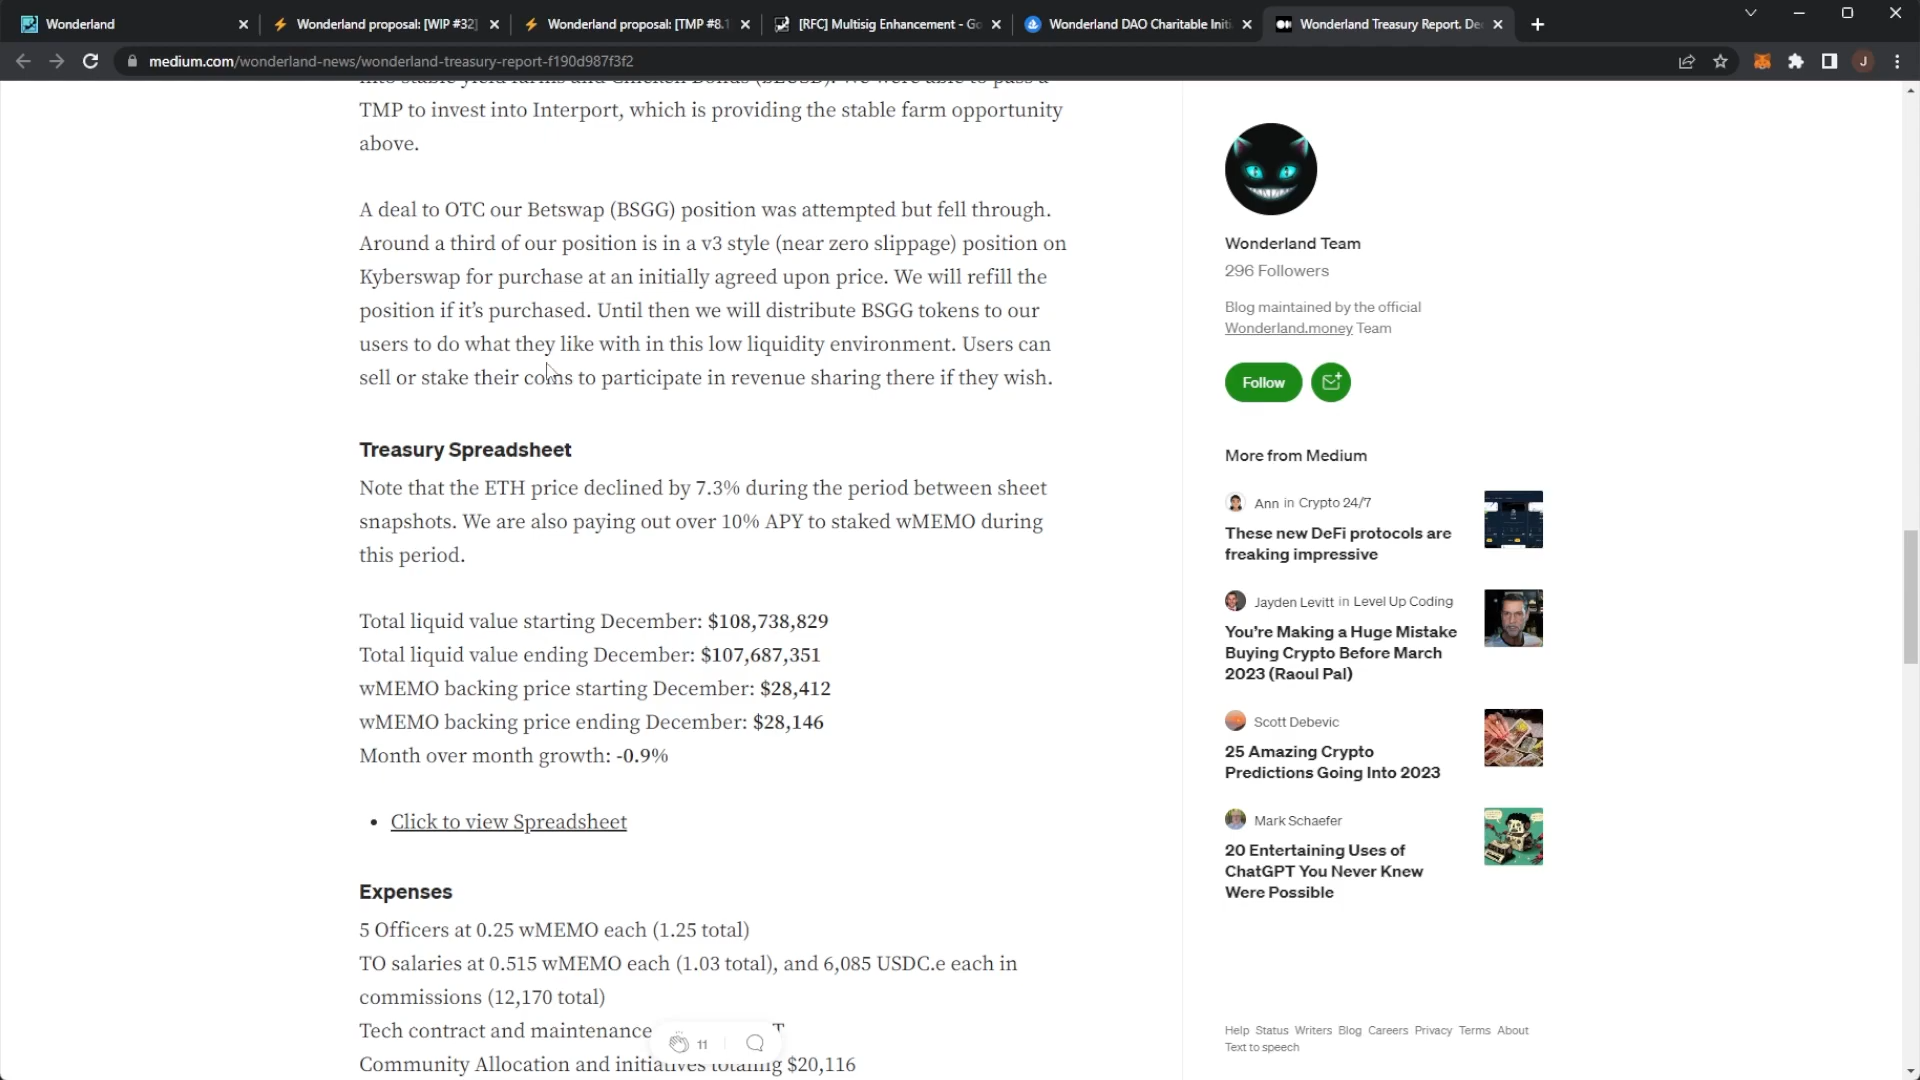 Wonderland
Wonderland proposal: [WIP #32]
Wonderland proposal: [TMP #8.1
[RFC] Multisig Enhancement - Go
Wonderland DAO Charitable Initi
Wonderland Treasury Report. De
medium.com/wonderland-news/wonderland-treasury-report-f190d987f3f2
J
TMP to invest into Interport, which is providing the stable farm opportunity
above.
A deal to OTC our Betswap (BSGG) position was attempted but fell through.
Around a third of our position is in a v3 style (near zero slippage) position on
Kyberswap for purchase at an initially agreed upon price. We will refill the
position if it's purchased. Until then we will distribute BSGG tokens to our
users to do what they like with in this low liquidity environment. Users can
sell or stake their coins to participate in revenue sharing there if they wish.
Treasury Spreadsheet
Note that the ETH price declined by 7.3% during the period between sheet
snapshots. We are also paying out over 10% APY to staked wMEMO during
this period.
Total liquid value starting December: $108,738,829
Total liquid value ending December: $107,687,351
wMEMO backing price starting December: $28,412
wMEMO backing price ending December: $28,146
Month over month growth: -0.9%
• Click to view Spreadsheet
Expenses
5 Officers at 0.25 wMEMO each (1.25 total)
TO salaries at 0.515 wMEMO each (1.03 total), and 6,085 USDC.e each in
commissions (12,170 total)
Tech contract and maintenance
11
Community Allocation and initiatives totaling $20,116
Wonderland Team
296 Followers
Blog maintained by the official
Wonderland.money Team
Follow
More from Medium
Ann in Crypto 24/7
These new DeFi protocols are
freaking impressive
Jayden Levitt in Level Up Coding
You're Making a Huge Mistake
Buying Crypto Before March
2023 (Raoul Pal)
Scott Debevic
25 Amazing Crypto
Predictions Going Into 2023
Mark Schaefer
20 Entertaining Uses of
ChatGPT You Never Knew
Were Possible
Help Status Writers Blog Careers Privacy Terms About
Text to speech